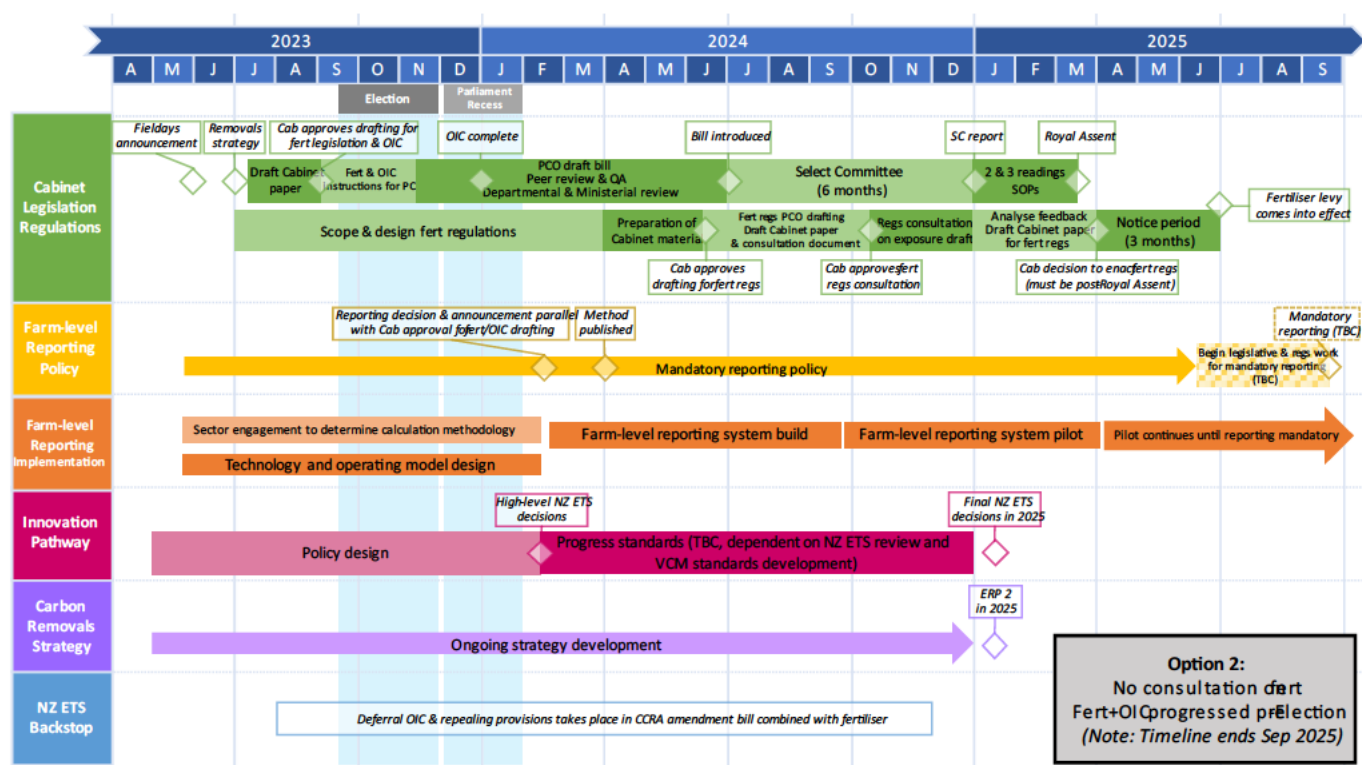 2023 2024 2025
A M J J A S O N D J F M A M J J A S O N D J F M A M J J A S
Election
Parliament
Recess
Cabinet
Legislation
Regulations
Fieldays
announcement
Removals
strategy
Cab approves drafting for
fert legislation & OIC
OIC complete
Bill introduced
SC report
Royal Assent
Draft Cabinet
paper
Fert & OIC
instructions for PC
PCO draft bill
Peer review & QA
Departmental & Ministerial review
Select Committee
(6 months)
2 & 3 readings
SOPs
Fertiliser levy
comes into effect
Scope & design fert regulations
Preparation of
Cabinet material
Fert regs PCO drafting
Draft Cabinet paper
& consultation document
Regs consultation
on exposure draft
Analyse feedback
Draft Cabinet paper
for fert regs
Notice period
(3 months)
Cab approves
drafting forfert regs
Cab approvesfert
regs consultation
Cab decision to enacfert regs
(must be postRoyal Assent)
Farm-level
Reporting
Policy
Reporting decision & announcement parallel
with Cab approval fofert/OIC drafting
Method
published
Mandatory
reporting (TBC)
Mandatory reporting policy
Begin legislative & regs work
for mandatory reporting
(TBC)
Farm-level
Reporting
Implementation
Sector engagement to determine calculation methodology
Technology and operating model design
Farm-level reporting system build
Farm-level reporting system pilot
Pilot continues until reporting mandatory
Innovation
Pathway
High-level NZ ETS
decisions
Final NZ ETS
decisions in 2025
Policy design
Progress standards (TBC, dependent on NZ ETS review and
VCM standards development)
Carbon
Removals
Strategy
ERP 2
in 2025
Ongoing strategy development
NZ ETS
Backstop
Deferral OIC & repealing provisions takes place in CCRA amendment bill combined with fertiliser
Option 2:
No consultation fert
Fert+OIC progressed
(Note: Timeline ends Sep 2025)